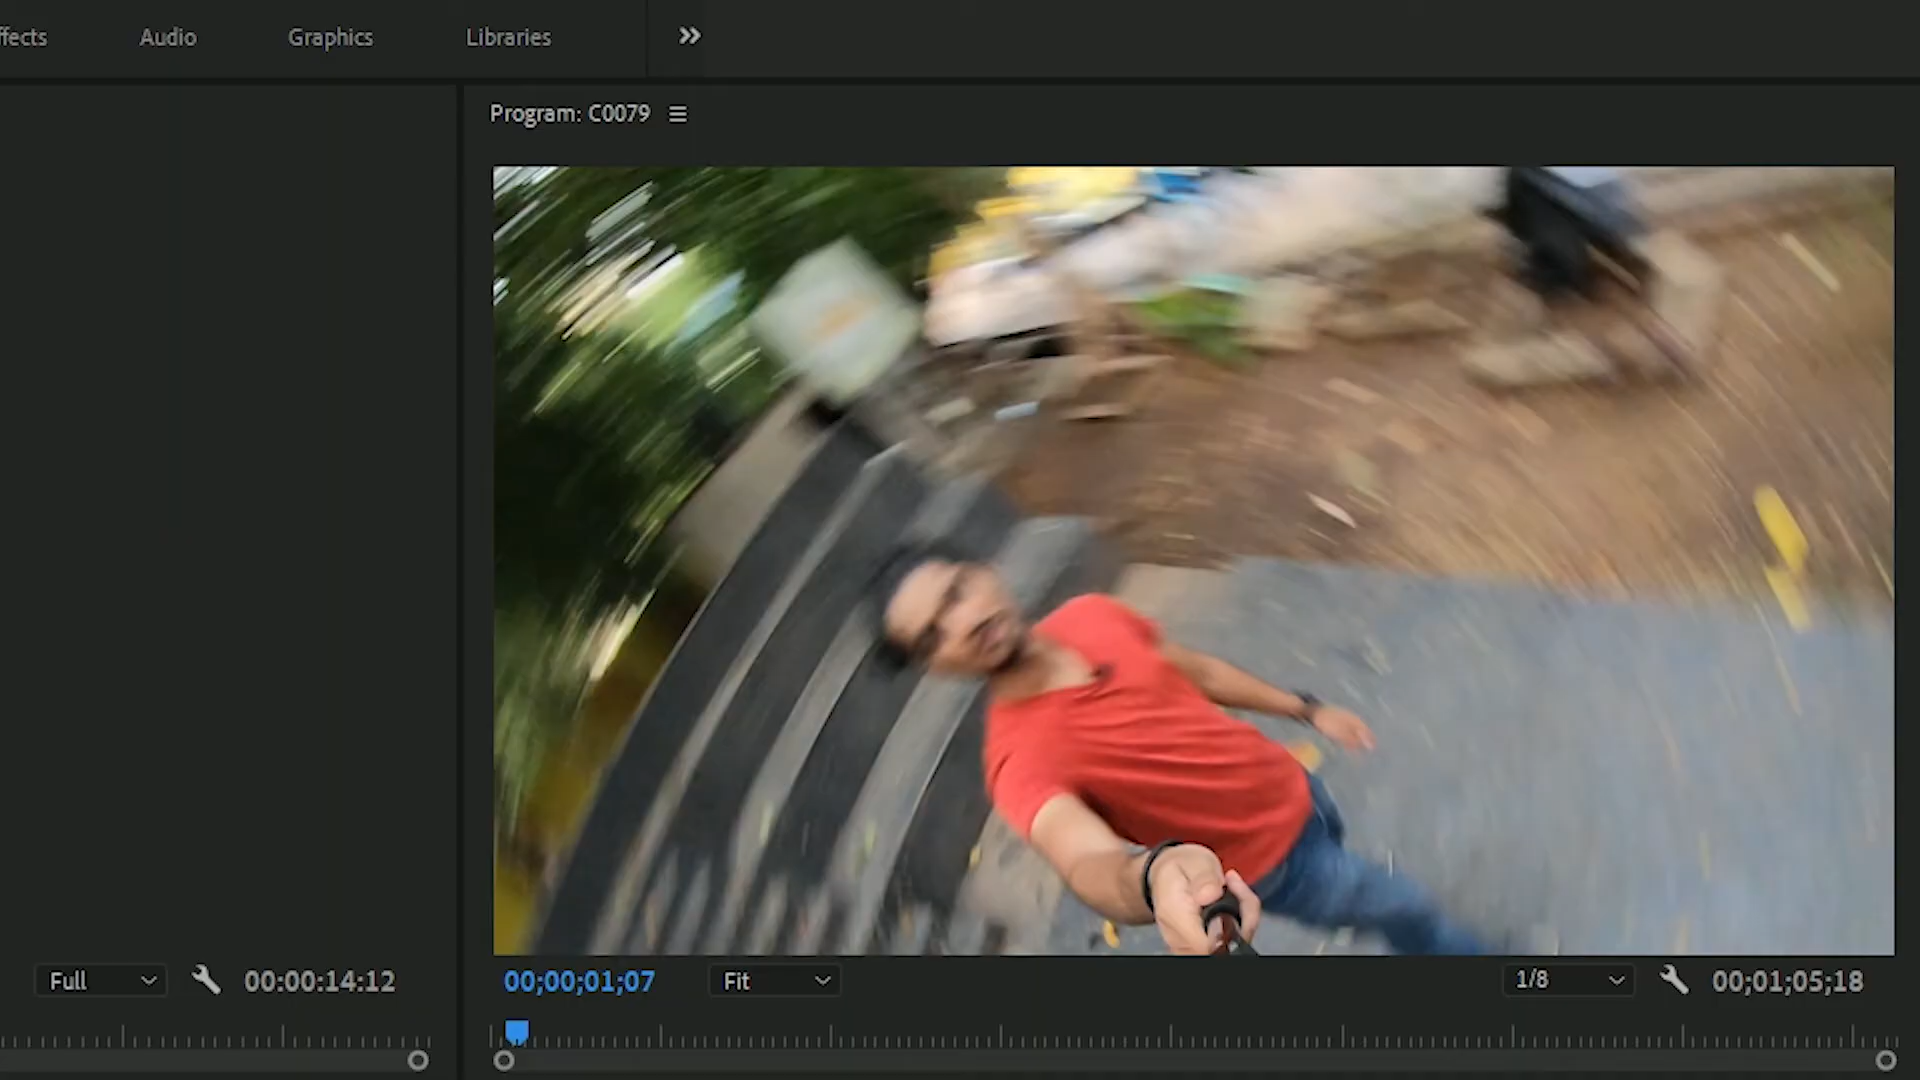 ffects Audio Graphics Libraries
Program: C0079
Full 00:00:14:12 00;00;01;07 Fit 1/8 00;01;05;18